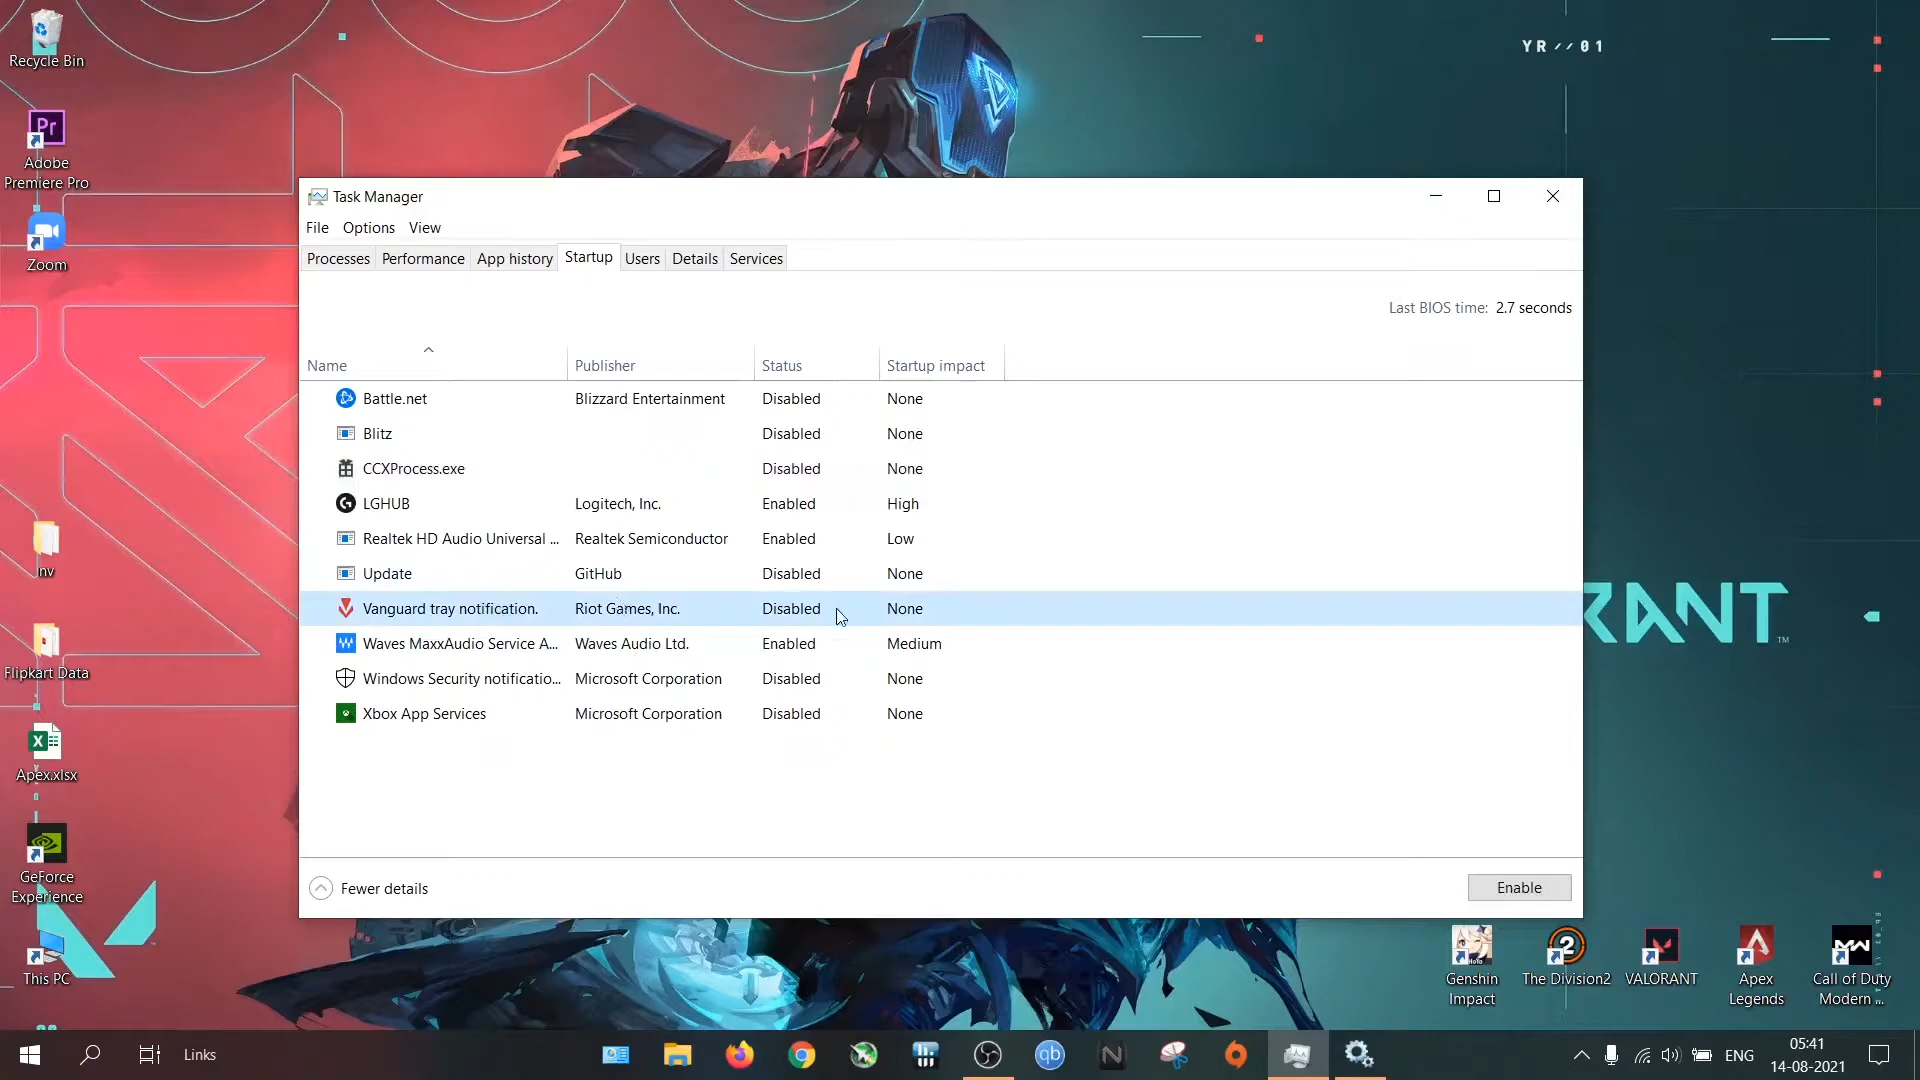 Recycle Bin
YR//01
Pr
Adobe
Premiere Pro
Zoom
Task Manager
File Options View
Processes Performance App history Startup Users Details Services
Last BIOS time: 2.7 seconds
Name Publisher Status Startup impact
Battle.net Blizzard Entertainment Disabled None
Blitz Disabled None
CCXProcess.exe Disabled None
LGHUB Logitech, Inc. Enabled High
Realtek HD Audio Universal ... Realtek Semiconductor Enabled Low
Update GitHub Disabled None
Vanguard tray notification. Riot Games, Inc. Disabled None
Waves MaxxAudio Service A... Waves Audio Ltd. Enabled Medium
Windows Security notificatio... Microsoft Corporation Disabled None
Xbox App Services Microsoft Corporation Disabled None
RANT
TM
nv
Flipkart Data
Apex.xlsx
GeForce
Experience
This PC
Fewer details Enable
Genshin
Impact
The Division2
VALORANT
Apex
Legends
Call of Duty
Modern ...
Links
qb
N
ENG
05:41
14-08-2021